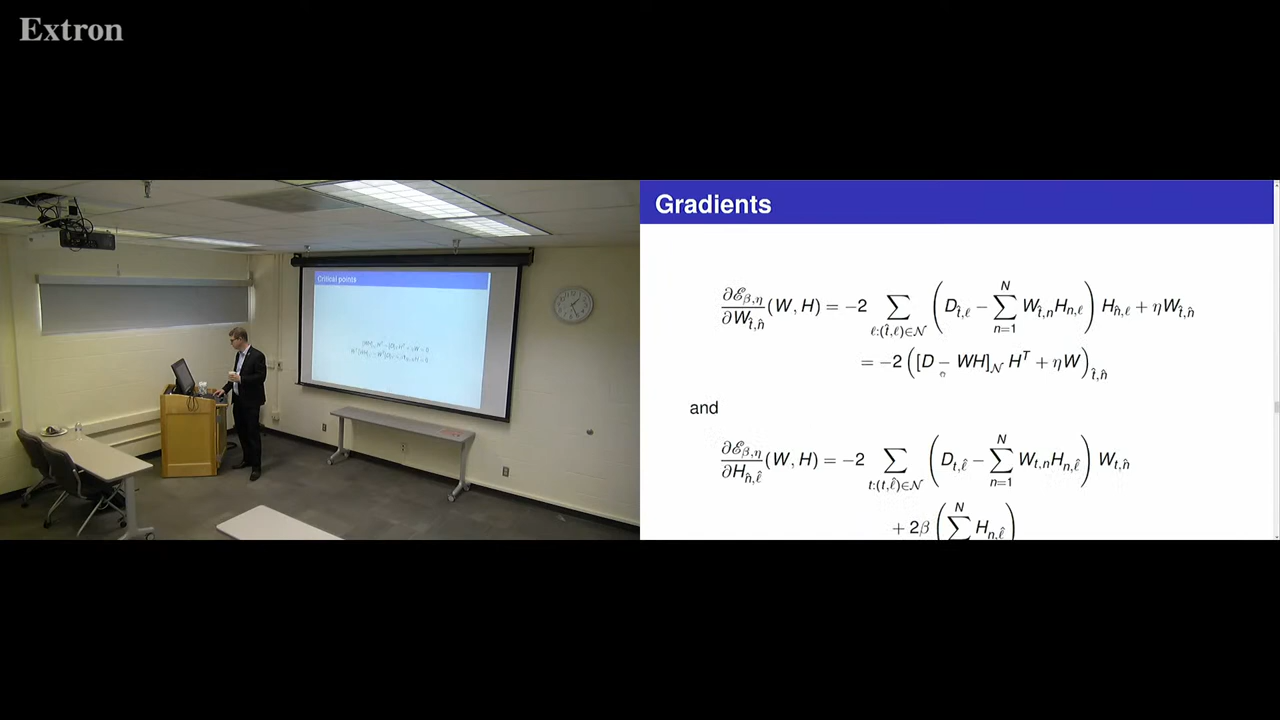 Extron
Critical points
Gradients
∂ℰ_{β,η}/∂W_{t̂,n̂} (W, H) = −2 ∑_{ℓ:(t̂,ℓ)∈𝒩} ( D_{t̂,ℓ} − ∑_{n=1}^{N} W_{t̂,n} H_{n,ℓ} ) H_{n̂,ℓ} + ηW_{t̂,n̂}
= −2 ( [D − WH]_𝒩 H^T + ηW )_{t̂,n̂}
and
∂ℰ_{β,η}/∂H_{n̂,ℓ̂} (W, H) = −2 ∑_{t:(t,ℓ̂)∈𝒩} ( D_{t,ℓ̂} − ∑_{n=1}^{N} W_{t,n} H_{n,ℓ̂} ) W_{t,n̂}
+ 2β ( ∑^{N} H_{n,ℓ̂} )